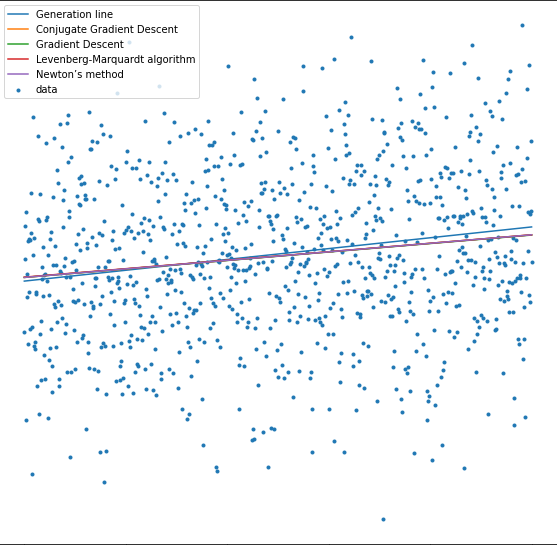 Generation line
Conjugate Gradient Descent
Gradient Descent
Levenberg-Marquardt algorithm
Newton’s method
data